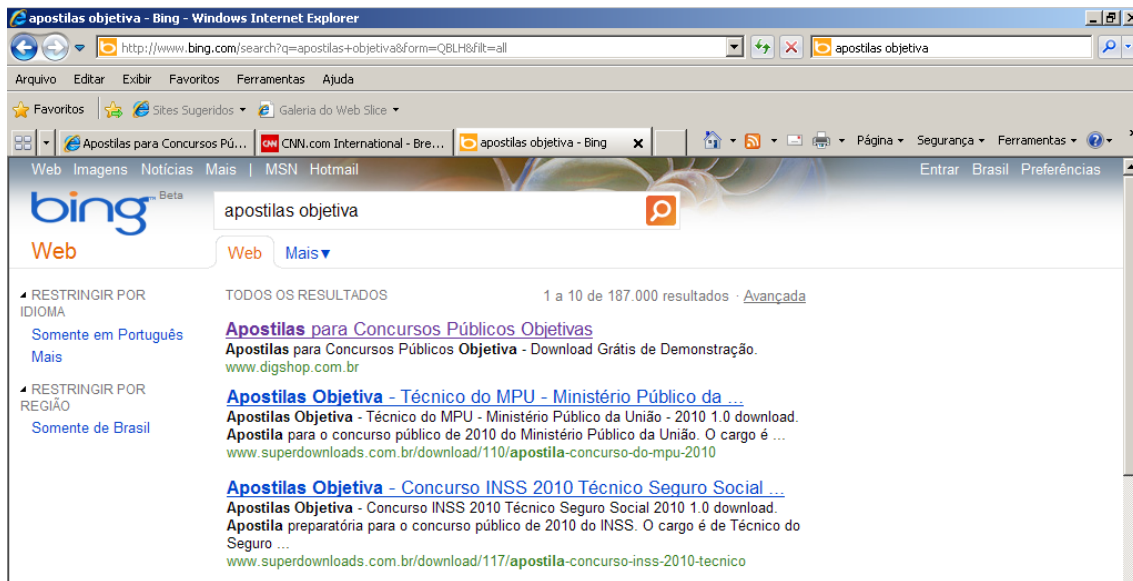 apostilas objetiva - Bing - Windows Internet Explorer
http://www.bing.com/search?q=apostilas+objetiva&form=QBLH&filt=all
apostilas objetiva
Arquivo Editar Exibir Favoritos Ferramentas Ajuda
Favoritos Sites Sugeridos Galeria do Web Slice
Apostilas para Concursos Pú... CNN.com International - Bre... apostilas objetiva - Bing Página Segurança Ferramentas
Web Imagens Notícias Mais | MSN Hotmail Entrar Brasil Preferências
bing™ Beta
apostilas objetiva
Web
Web Mais▼
RESTRINGIR POR IDIOMA
Somente em Português
Mais
RESTRINGIR POR REGIÃO
Somente de Brasil
TODOS OS RESULTADOS 1 a 10 de 187.000 resultados · Avançada
Apostilas para Concursos Públicos Objetivas
Apostilas para Concursos Públicos Objetiva - Download Grátis de Demonstração.
www.digshop.com.br
Apostilas Objetiva - Técnico do MPU - Ministério Público da ...
Apostilas Objetiva - Técnico do MPU - Ministério Público da União - 2010 1.0 download.
Apostila para o concurso público de 2010 do Ministério Público da União. O cargo é ...
www.superdownloads.com.br/download/110/apostila-concurso-do-mpu-2010
Apostilas Objetiva - Concurso INSS 2010 Técnico Seguro Social ...
Apostilas Objetiva - Concurso INSS 2010 Técnico Seguro Social 2010 1.0 download.
Apostila preparatória para o concurso público de 2010 do INSS. O cargo é de Técnico do
Seguro ...
www.superdownloads.com.br/download/117/apostila-concurso-inss-2010-tecnico